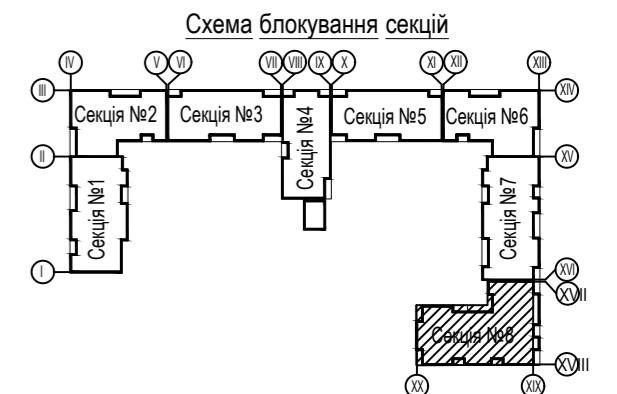 Схема блокування секцій
IV V VI VII VIII IX X XI XII XIII
III XIV
Секція №2 Секція №3 Секція №4 Секція №5 Секція №6
II XV
Секція №1 Секція №7
I XVI
XVII
Секція №8
XVIII
XX XIX